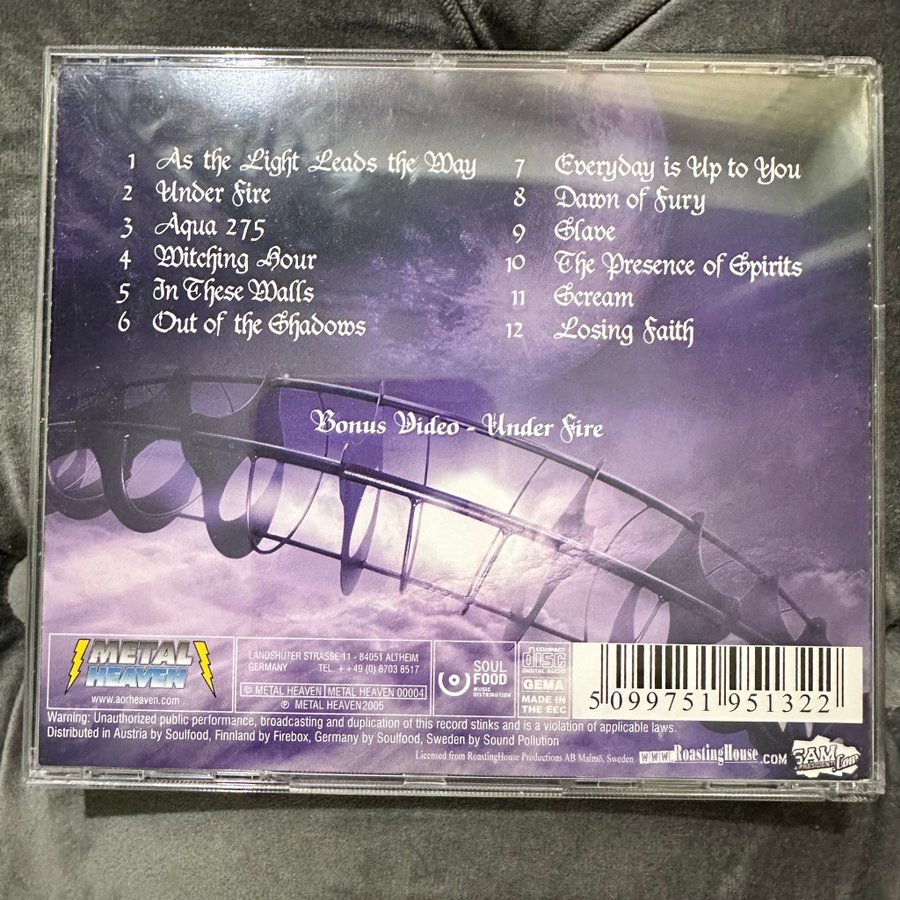 1 As the Light Leads the Way
2 Under Fire
3 Aqua 275
4 Witching Hour
5 In These Walls
6 Out of the Shadows
7 Everyday is Up to You
8 Dawn of Fury
9 Slave
10 The Presence of Spirits
11 Scream
12 Losing Faith
Bonus Video - Under Fire
METAL HEAVEN
www.aorheaven.com
LANDSHUTER STRASSE 11 - 84051 ALTHEIM
GERMANY TEL. ++49 (0) 8703 8517
© METAL HEAVEN METAL HEAVEN 00004
℗ METAL HEAVEN 2005
SOUL FOOD
MUSIC DISTRIBUTION
COMPACT disc DIGITAL AUDIO
GEMA
MADE IN THE EEC
5 099751 951322
Warning: Unauthorized public performance, broadcasting and duplication of this record stinks and is a violation of applicable laws.
Distributed in Austria by Soulfood, Finnland by Firebox, Germany by Soulfood, Sweden by Sound Pollution
Licensed from RoastingHouse Productions AB Malmö, Sweden www.RoastingHouse.com
PRESIDENT
.com